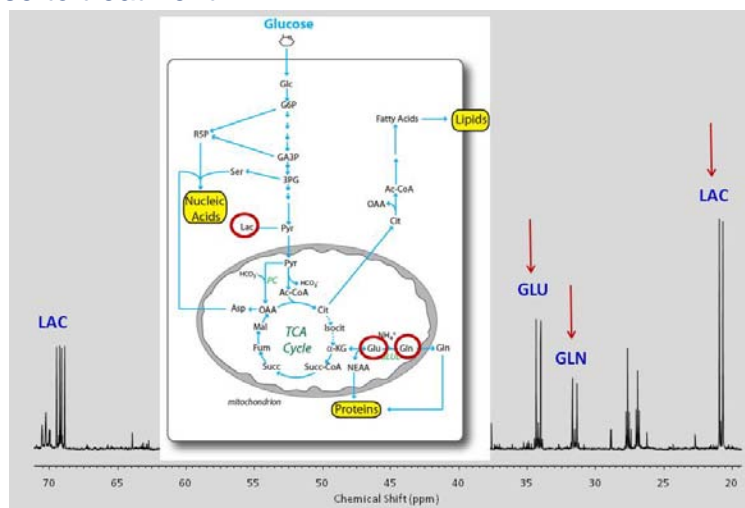 Glucose
Glc
G6P
R5P
GA3P
Ser
3PG
Nucleic
Acids
Lac
Pyr
Fatty Acids
Lipids
Ac-CoA
OAA
Cit
Pyr
HCO₃⁻
PC
HCO₃⁻
Ac-CoA
Asp
OAA
Cit
Mal
Isocit
TCA
Cycle
NH₄⁺
Fum
α-KG
Glu
Gln
Gln
Succ
Succ-CoA
NEAA
mitochondrion
Proteins
LAC
GLU
GLN
LAC
70 65 60 55 50 45 40 35 30 25 20
Chemical Shift (ppm)